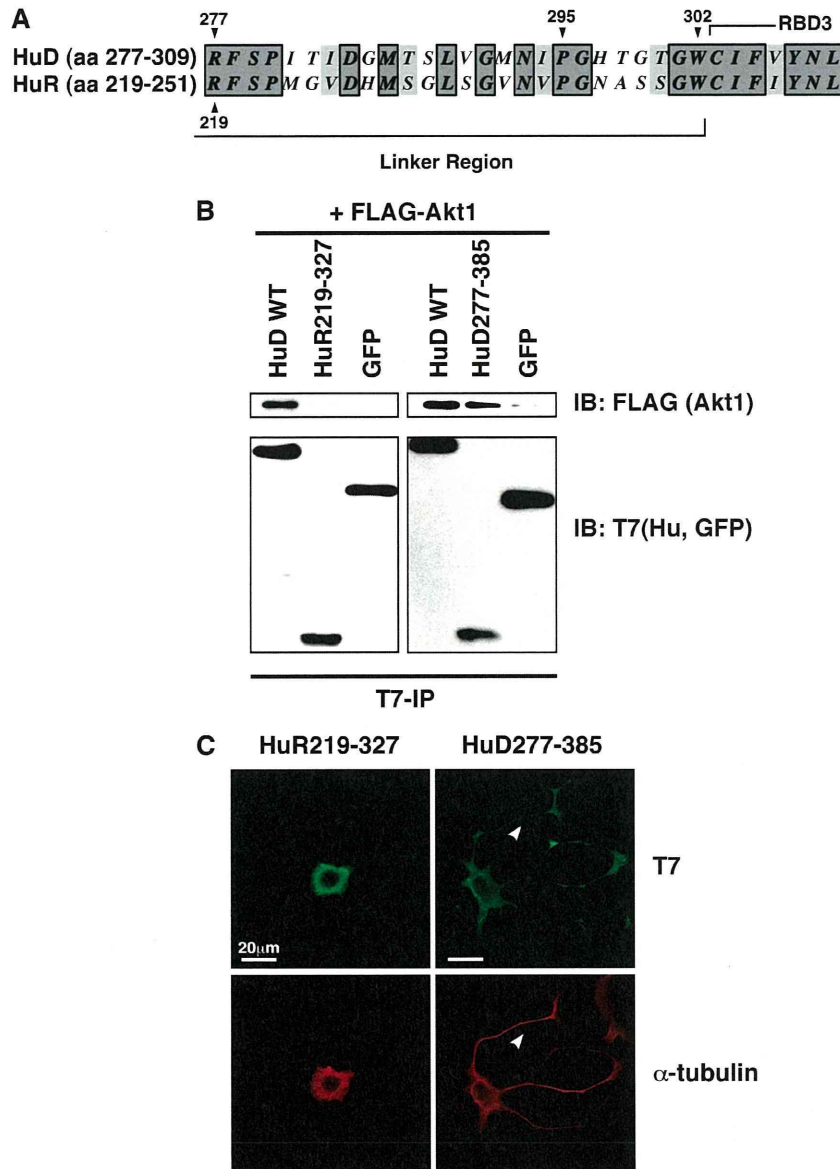 A
277 295 302 RBD3
HuD (aa 277-309) RFSPITIDGMTSLVGMNIPGHTGTGWCIFVYNL
HuR (aa 219-251) RFSPMGVDHMSGLSGVNVPGNASSGWCIFIYNL
219
Linker Region
B
+ FLAG-Akt1
HuD WT HuR219-327 GFP HuD WT HuD277-385 GFP
IB: FLAG (Akt1)
IB: T7(Hu, GFP)
T7-IP
C HuR219-327 HuD277-385
T7
20μm
α-tubulin